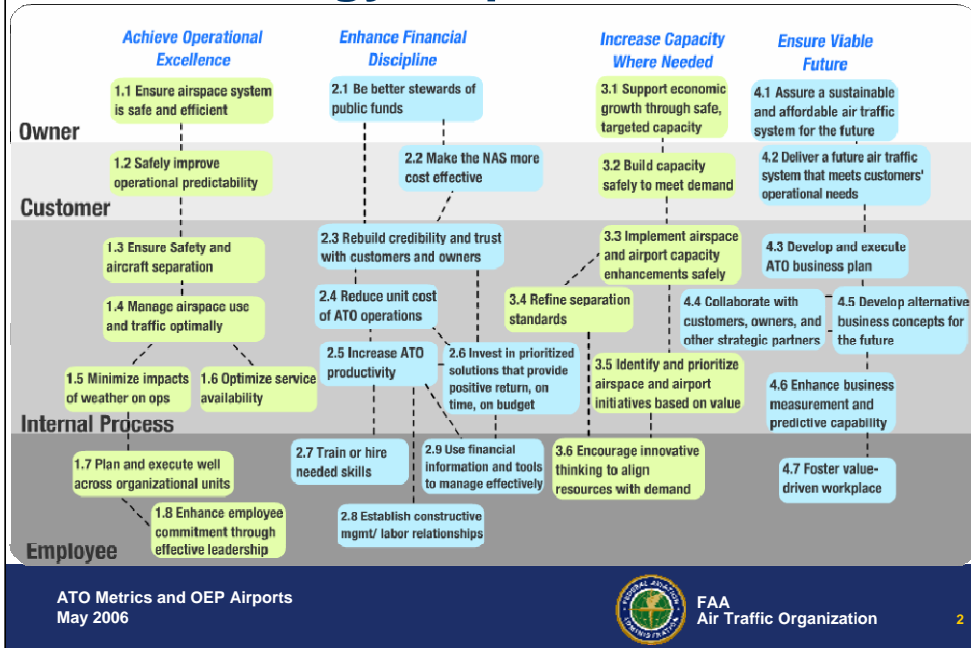 Achieve Operational
Excellence
Enhance Financial
Discipline
Increase Capacity
Where Needed
Ensure Viable
Future
1.1 Ensure airspace system
is safe and efficient
2.1 Be better stewards of
public funds
3.1 Support economic
growth through safe,
targeted capacity
4.1 Assure a sustainable
and affordable air traffic
system for the future
Owner
1.2 Safely improve
operational predictability
2.2 Make the NAS more
cost effective
3.2 Build capacity
safely to meet demand
4.2 Deliver a future air traffic
system that meets customers'
operational needs
Customer
1.3 Ensure Safety and
aircraft separation
2.3 Rebuild credibility and trust
with customers and owners
3.3 Implement airspace
and airport capacity
enhancements safely
4.3 Develop and execute
ATO business plan
1.4 Manage airspace use
and traffic optimally
2.4 Reduce unit cost
of ATO operations
3.4 Refine separation
standards
4.4 Collaborate with
customers, owners, and
other strategic partners
4.5 Develop alternative
business concepts for
the future
1.5 Minimize impacts
of weather on ops
1.6 Optimize service
availability
2.5 Increase ATO
productivity
2.6 Invest in prioritized
solutions that provide
positive return, on
time, on budget
3.5 Identify and prioritize
airspace and airport
initiatives based on value
4.6 Enhance business
measurement and
predictive capability
Internal Process
1.7 Plan and execute well
across organizational units
2.7 Train or hire
needed skills
2.9 Use financial
information and tools
to manage effectively
3.6 Encourage innovative
thinking to align
resources with demand
4.7 Foster value-
driven workplace
1.8 Enhance employee
commitment through
effective leadership
2.8 Establish constructive
mgmt/ labor relationships
Employee
ATO Metrics and OEP Airports
May 2006
FEDERAL AVIATION
ADMINISTRATION
FAA
Air Traffic Organization
2